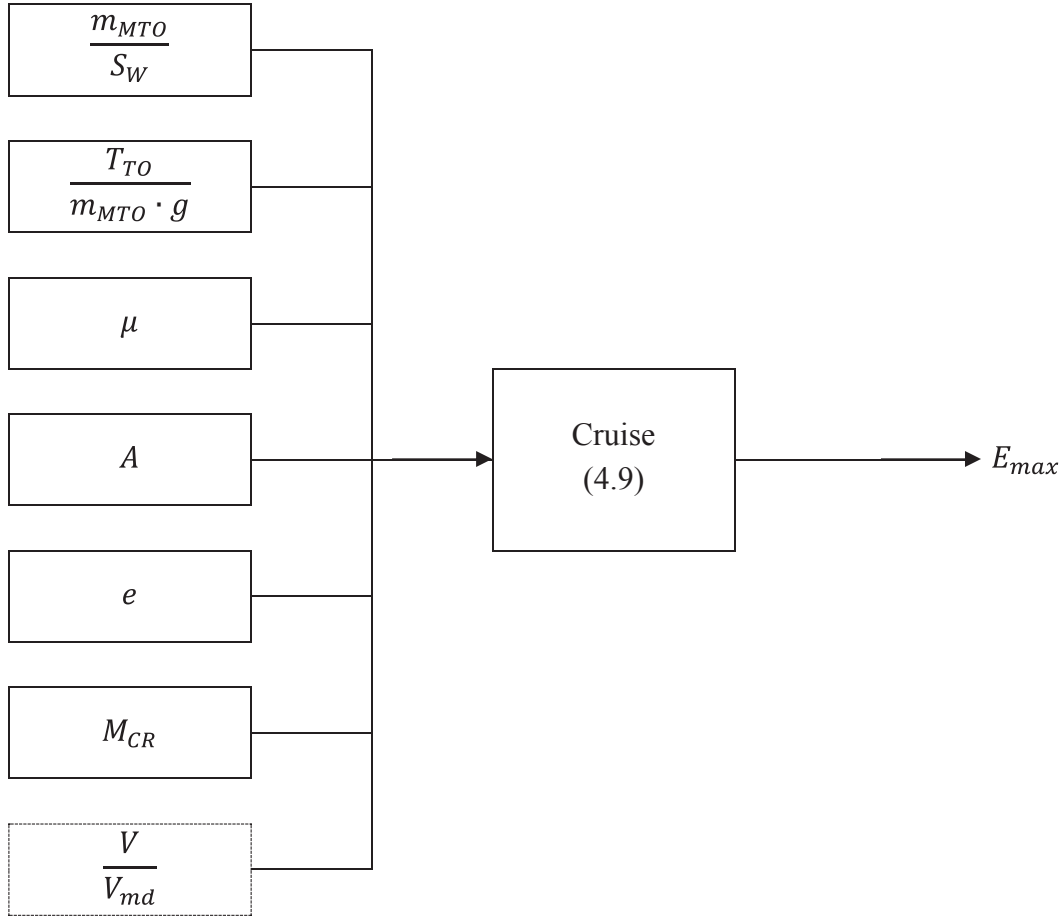 m_MTO
S_W
T_TO
m_MTO · g
μ
A
e
M_CR
V
V_md
Cruise
(4.9)
E_max